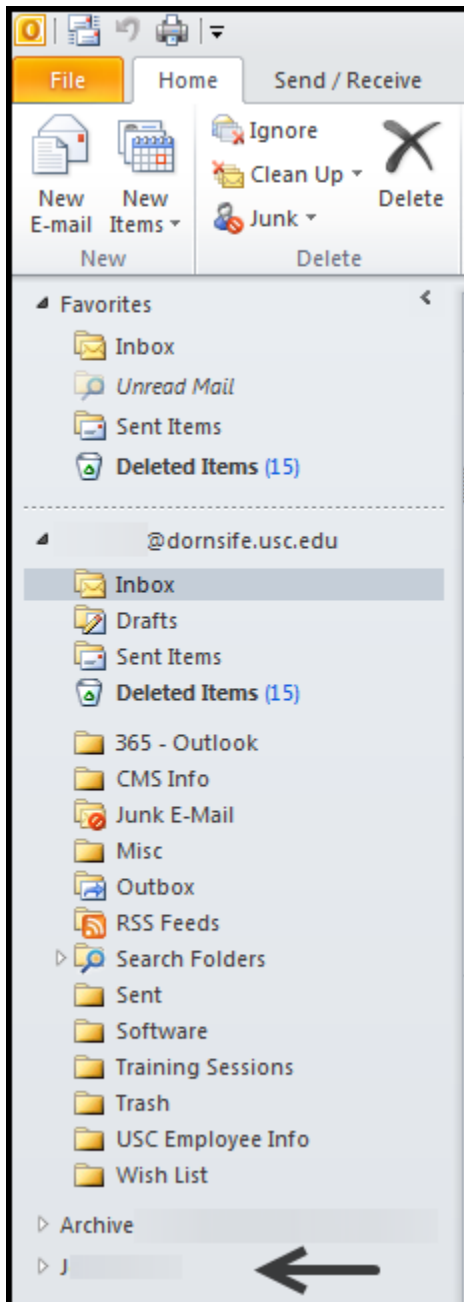 File Home Send / Receive
Ignore
Clean Up
Junk
New E-mail
New Items
Delete
New Delete
Favorites
Inbox
Unread Mail
Sent Items
Deleted Items (15)
@dornsife.usc.edu
Inbox
Drafts
Sent Items
Deleted Items (15)
365 - Outlook
CMS Info
Junk E-Mail
Misc
Outbox
RSS Feeds
Search Folders
Sent
Software
Training Sessions
Trash
USC Employee Info
Wish List
Archive
J